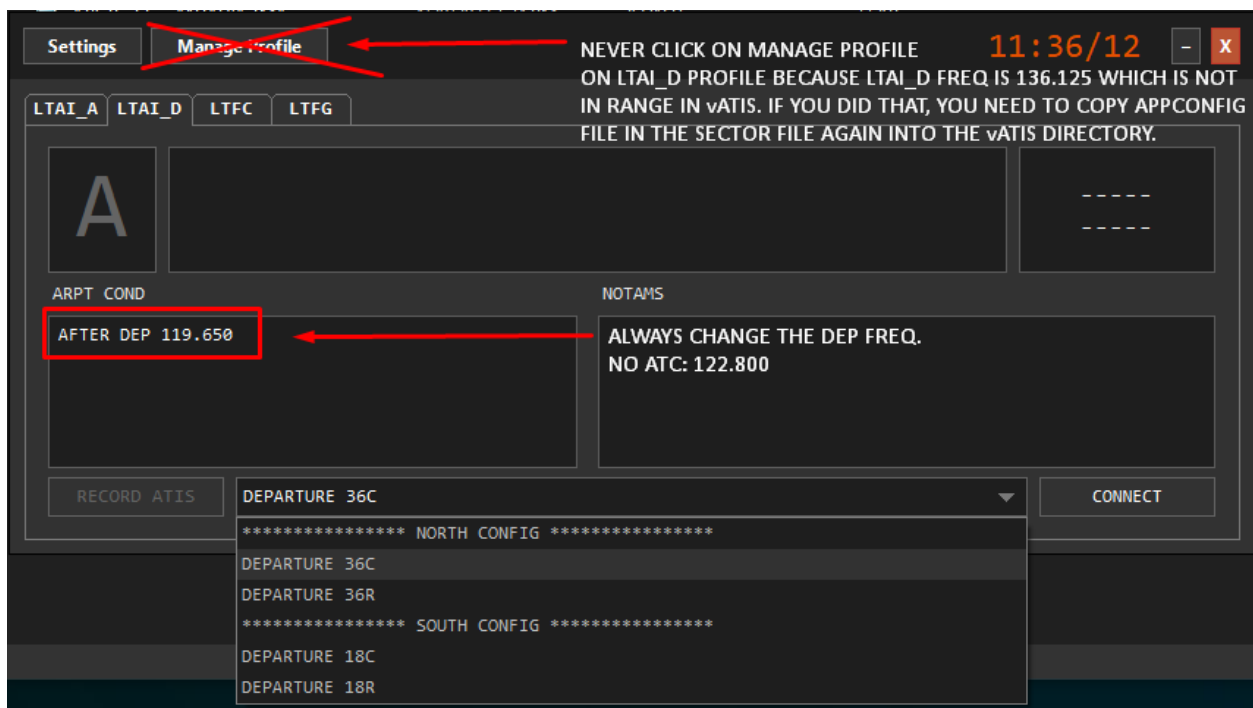 Settings
Manage Profile
NEVER CLICK ON MANAGE PROFILE
11:36/12
-
X
ON LTAI_D PROFILE BECAUSE LTAI_D FREQ IS 136.125 WHICH IS NOT
IN RANGE IN vATIS. IF YOU DID THAT, YOU NEED TO COPY APPCONFIG
FILE IN THE SECTOR FILE AGAIN INTO THE vATIS DIRECTORY.
LTAI_A
LTAI_D
LTFC
LTFG
A
-----
-----
ARPT COND
NOTAMS
AFTER DEP 119.650
ALWAYS CHANGE THE DEP FREQ.
NO ATC: 122.800
RECORD ATIS
DEPARTURE 36C
CONNECT
**************** NORTH CONFIG ****************
DEPARTURE 36C
DEPARTURE 36R
**************** SOUTH CONFIG ****************
DEPARTURE 18C
DEPARTURE 18R